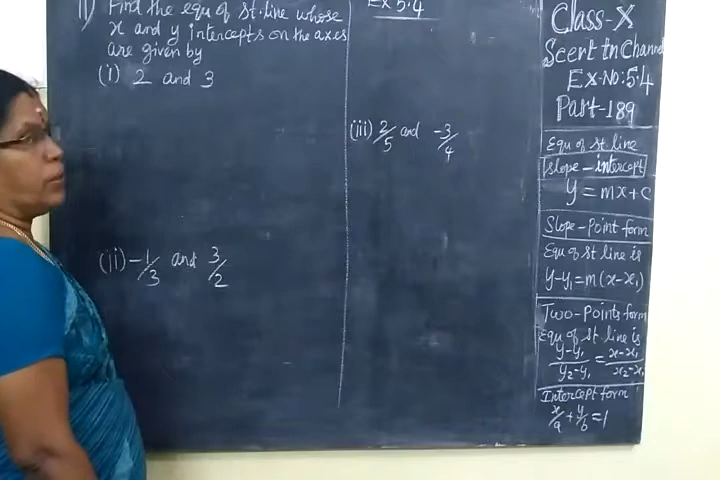 11) Find the equ of st. line whose
x and y intercepts on the axes
are given by
(i) 2 and 3
(ii) -1/3 and 3/2
Ex 5.4
(iii) 2/5 and -3/4
Class-X
Scert tn Channel
Ex-No: 5.4
Part-189
Equ of st line
slope-intercept
y = mx+c
Slope-Point form
Equ of st line is
y-y₁=m(x-x₁)
Two-Points form
Equ of st line is
y-y₁/y₂-y₁ = x-x₁/x₂-x₁
Intercept form
x/a + y/b = 1